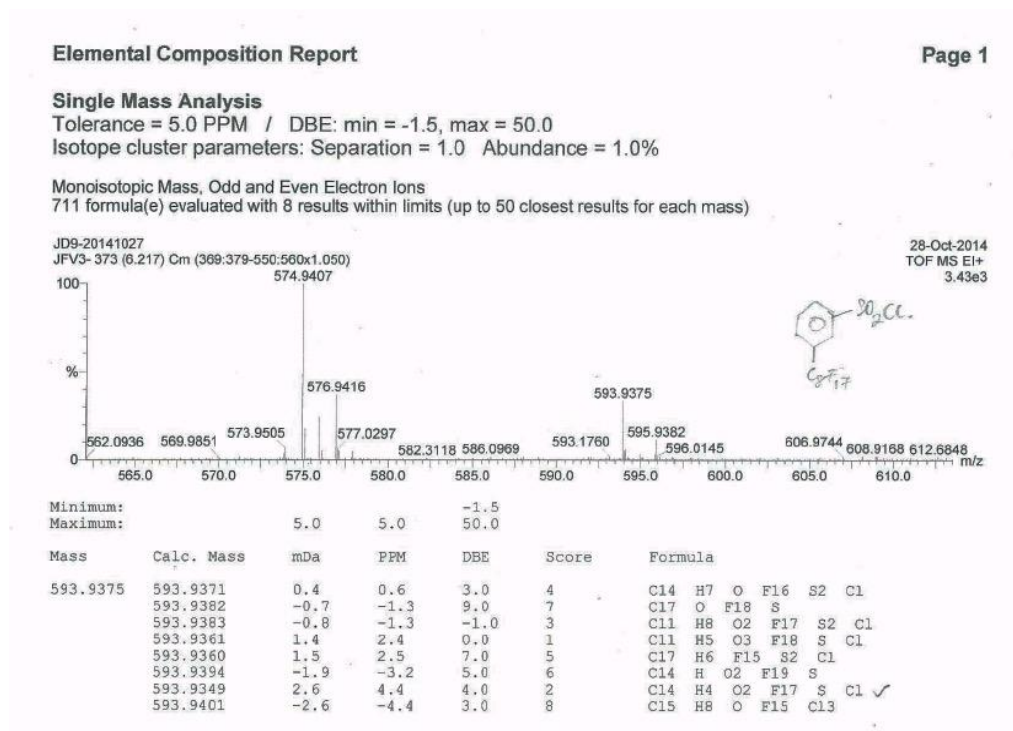 Elemental Composition Report Page 1
Single Mass Analysis
Tolerance = 5.0 PPM / DBE: min = -1.5, max = 50.0
Isotope cluster parameters: Separation = 1.0 Abundance = 1.0%
Monoisotopic Mass, Odd and Even Electron Ions
711 formula(e) evaluated with 8 results within limits (up to 50 closest results for each mass)
JD9-20141027 28-Oct-2014
JFV3- 373 (6.217) Cm (369:379-550:560x1.050) TOF MS EI+
574.9407 3.43e3
100
SO2Cl.
C8F17
%
576.9416
593.9375
562.0936 569.9851 573.9505 577.0297 582.3118 586.0969 593.1760 595.9382 596.0145 606.9744 608.9168 612.6848
0 m/z
565.0 570.0 575.0 580.0 585.0 590.0 595.0 600.0 605.0 610.0
Minimum: -1.5
Maximum: 5.0 5.0 50.0
Mass Calc. Mass mDa PPM DBE Score Formula
593.9375 593.9371 0.4 0.6 3.0 4 C14 H7 O F16 S2 Cl
593.9382 -0.7 -1.3 9.0 7 C17 O F18 S
593.9383 -0.8 -1.3 -1.0 3 C11 H8 O2 F17 S2 Cl
593.9361 1.4 2.4 0.0 1 C11 H5 O3 F18 S Cl
593.9360 1.5 2.5 7.0 5 C17 H6 F15 S2 Cl
593.9394 -1.9 -3.2 5.0 6 C14 H O2 F19 S
593.9349 2.6 4.4 4.0 2 C14 H4 O2 F17 S Cl ✓
593.9401 -2.6 -4.4 3.0 8 C15 H8 O F15 Cl3